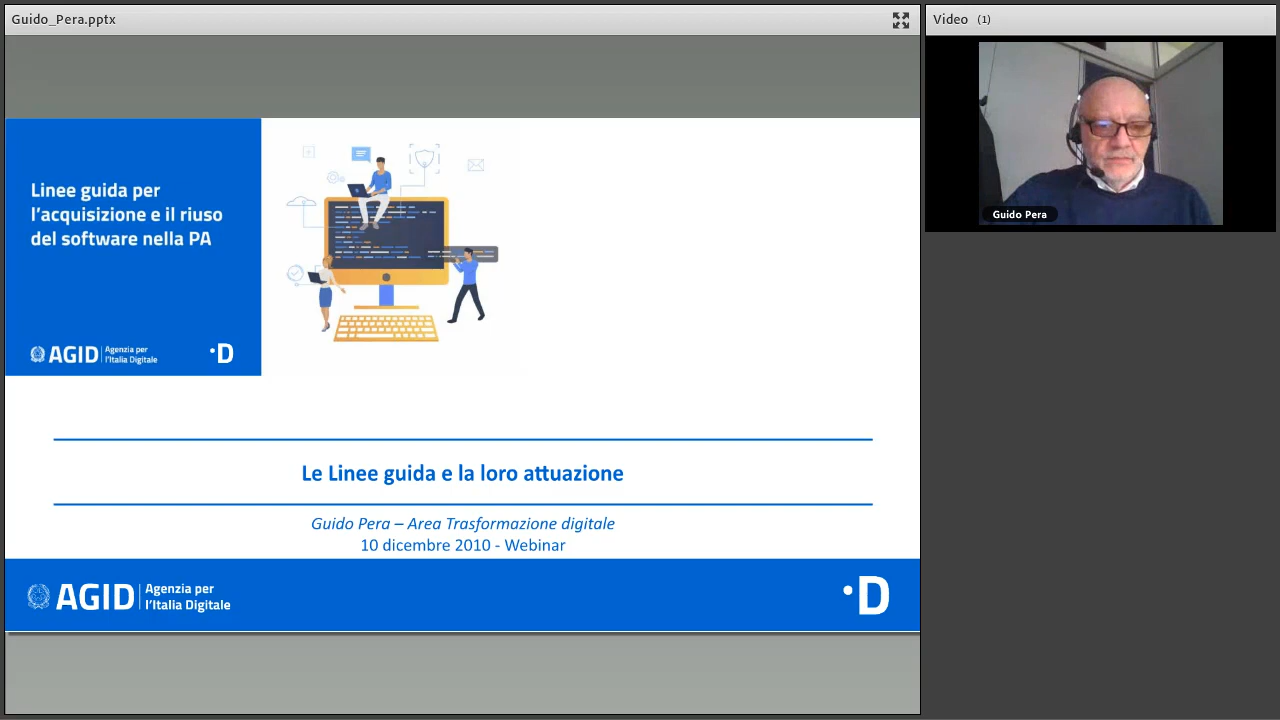 Guido_Pera.pptx
Video (1)
Guido Pera
Linee guida per
l'acquisizione e il riuso
del software nella PA
AGID Agenzia per
l'Italia Digitale
D
Le Linee guida e la loro attuazione
Guido Pera – Area Trasformazione digitale
10 dicembre 2010 - Webinar
AGID Agenzia per
l'Italia Digitale
D